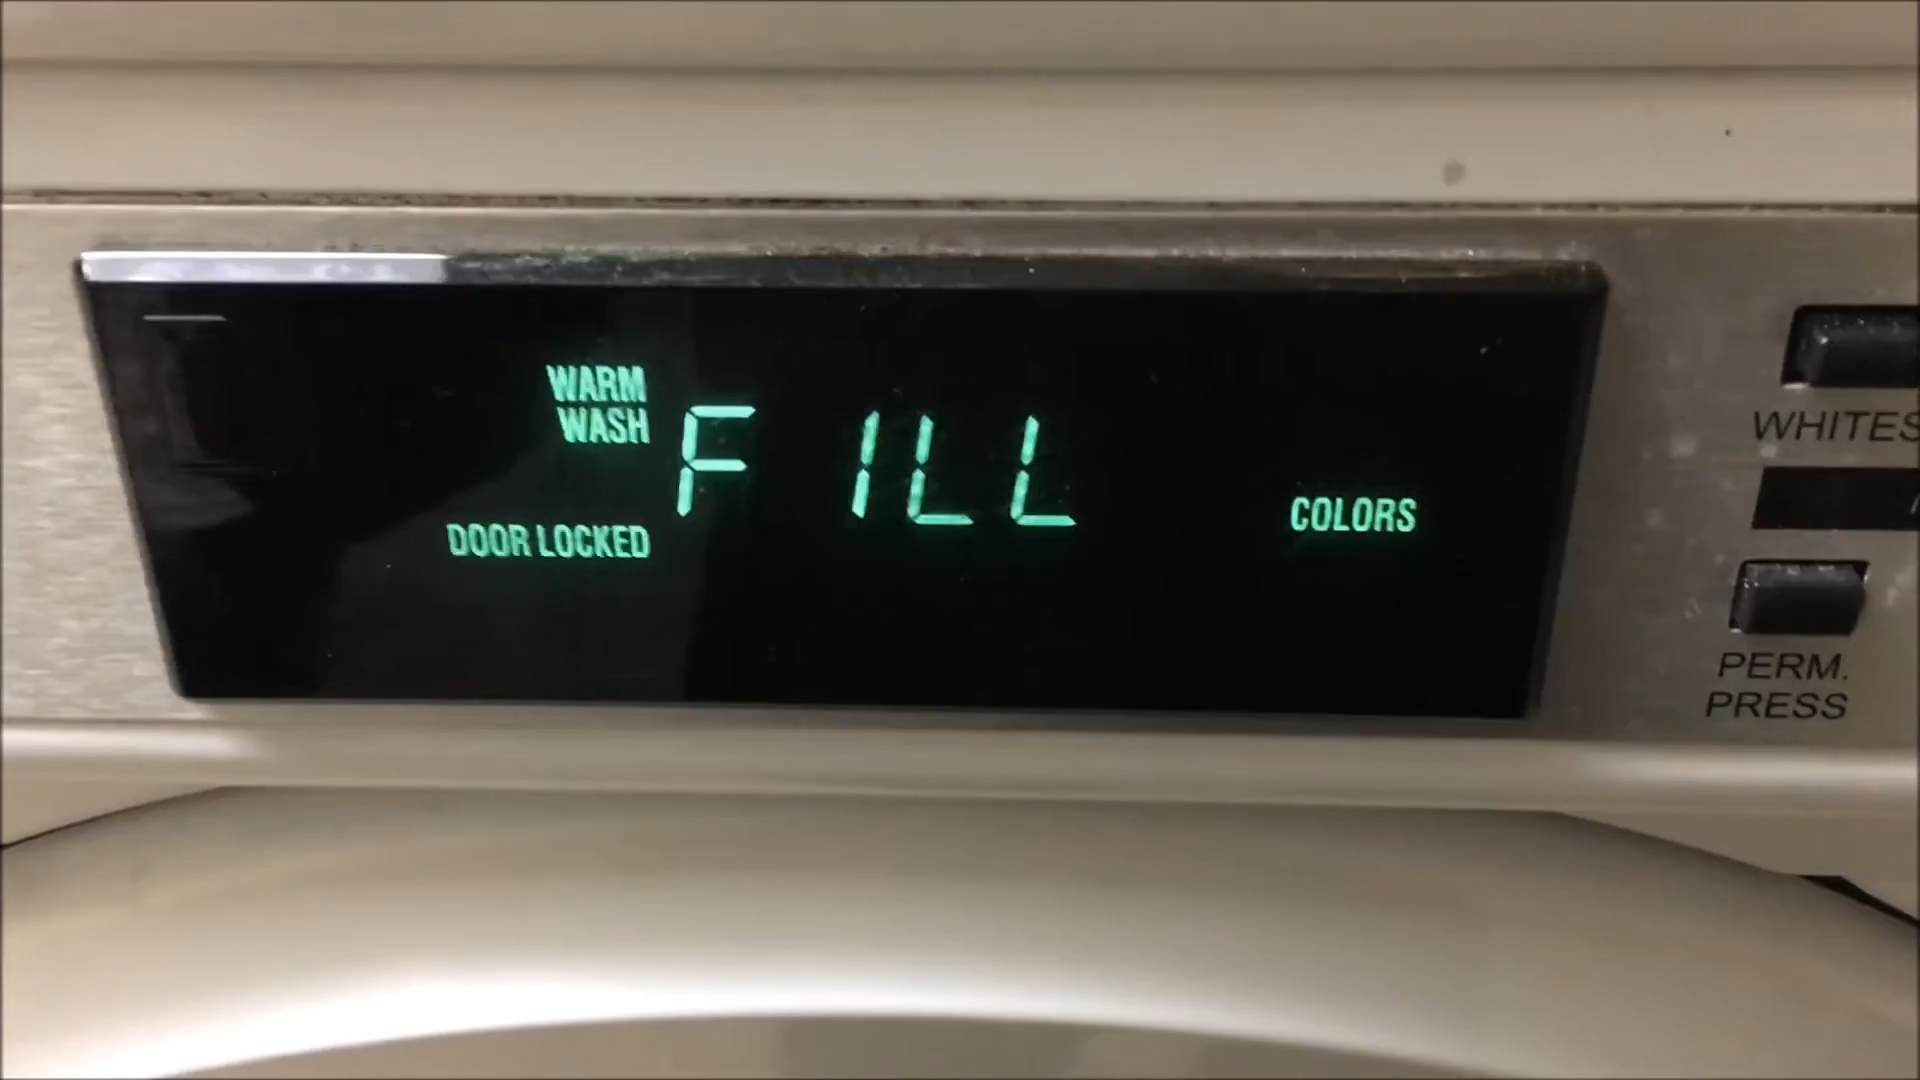 WARM
WASH
FILL
DOOR LOCKED
COLORS
WHITES
PERM.
PRESS